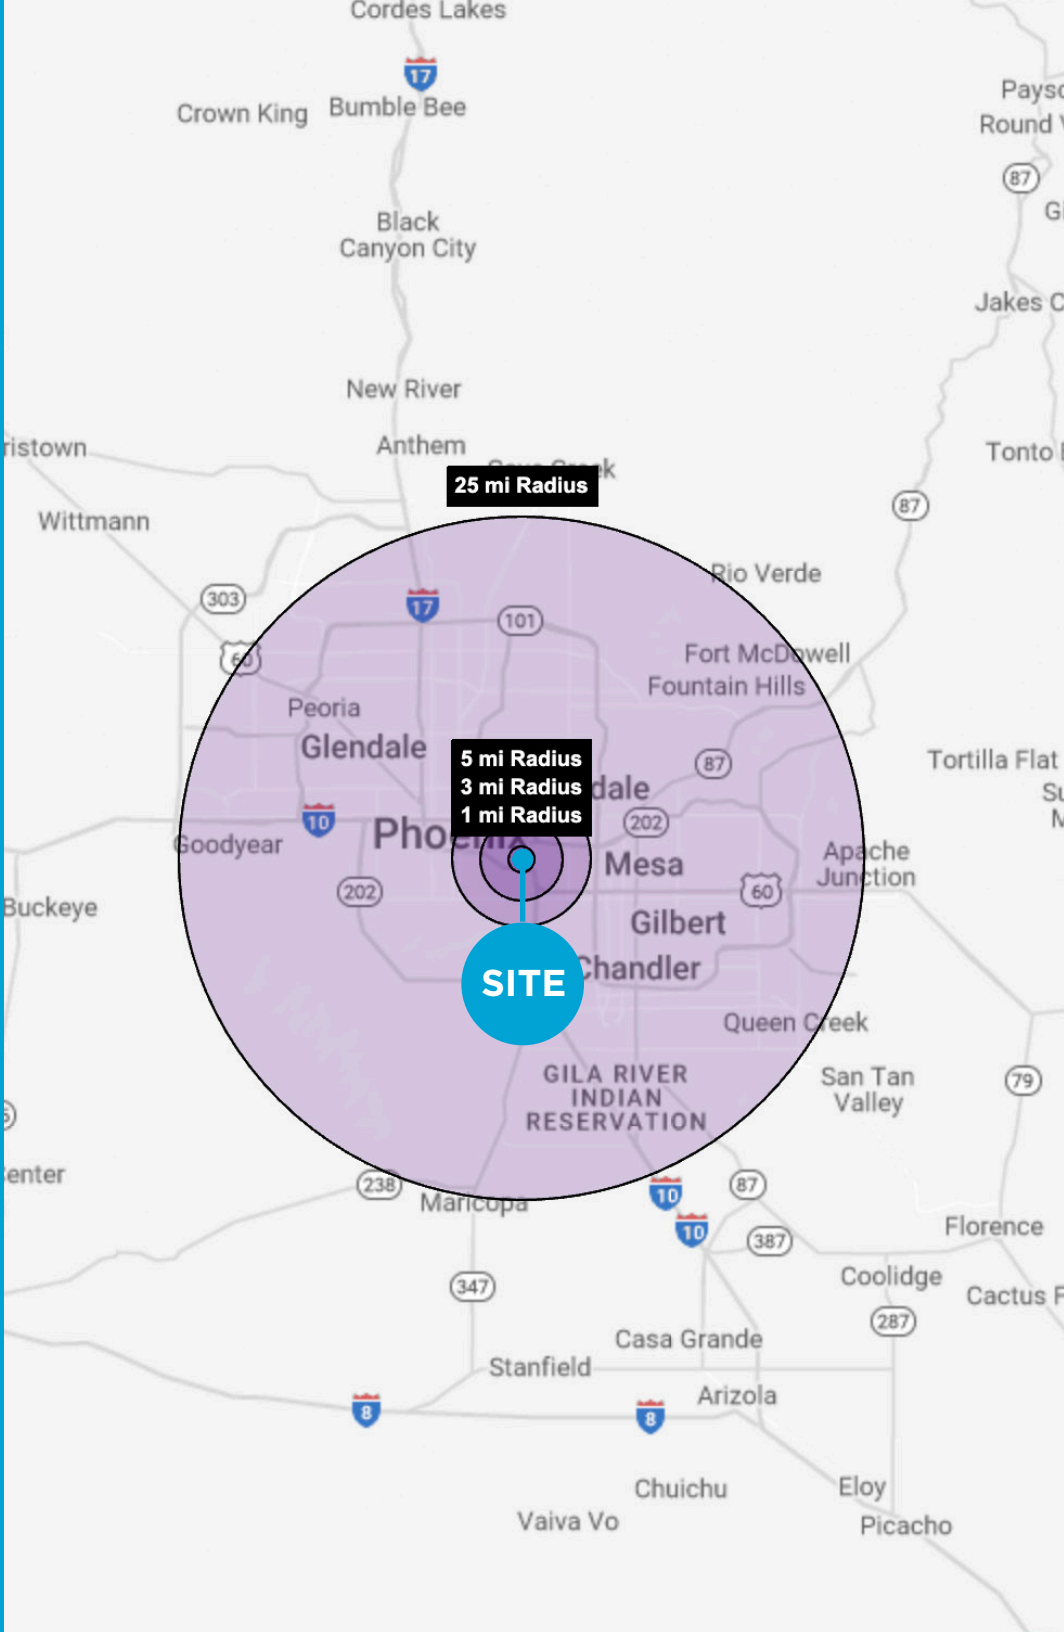 Cordes Lakes
17
Crown King
Bumble Bee
Payso
Round
87
Black
Canyon City
Jakes C
New River
Anthem
ristown
Tonto
25 mi Radius
87
Wittmann
Rio Verde
303
17
101
60
Fort McDowell
Fountain Hills
Peoria
Glendale
5 mi Radius
3 mi Radius
1 mi Radius
dale
87
Tortilla Flat
Su
M
10
202
Phoenix
Goodyear
Mesa
Apache
Junction
202
60
Buckeye
Gilbert
SITE
Chandler
Queen Creek
GILA RIVER
INDIAN
RESERVATION
San Tan
Valley
79
enter
238
Maricopa
10
87
10
387
Florence
347
Coolidge
Cactus F
287
Casa Grande
Stanfield
Arizola
8
8
Chuichu
Eloy
Vaiva Vo
Picacho